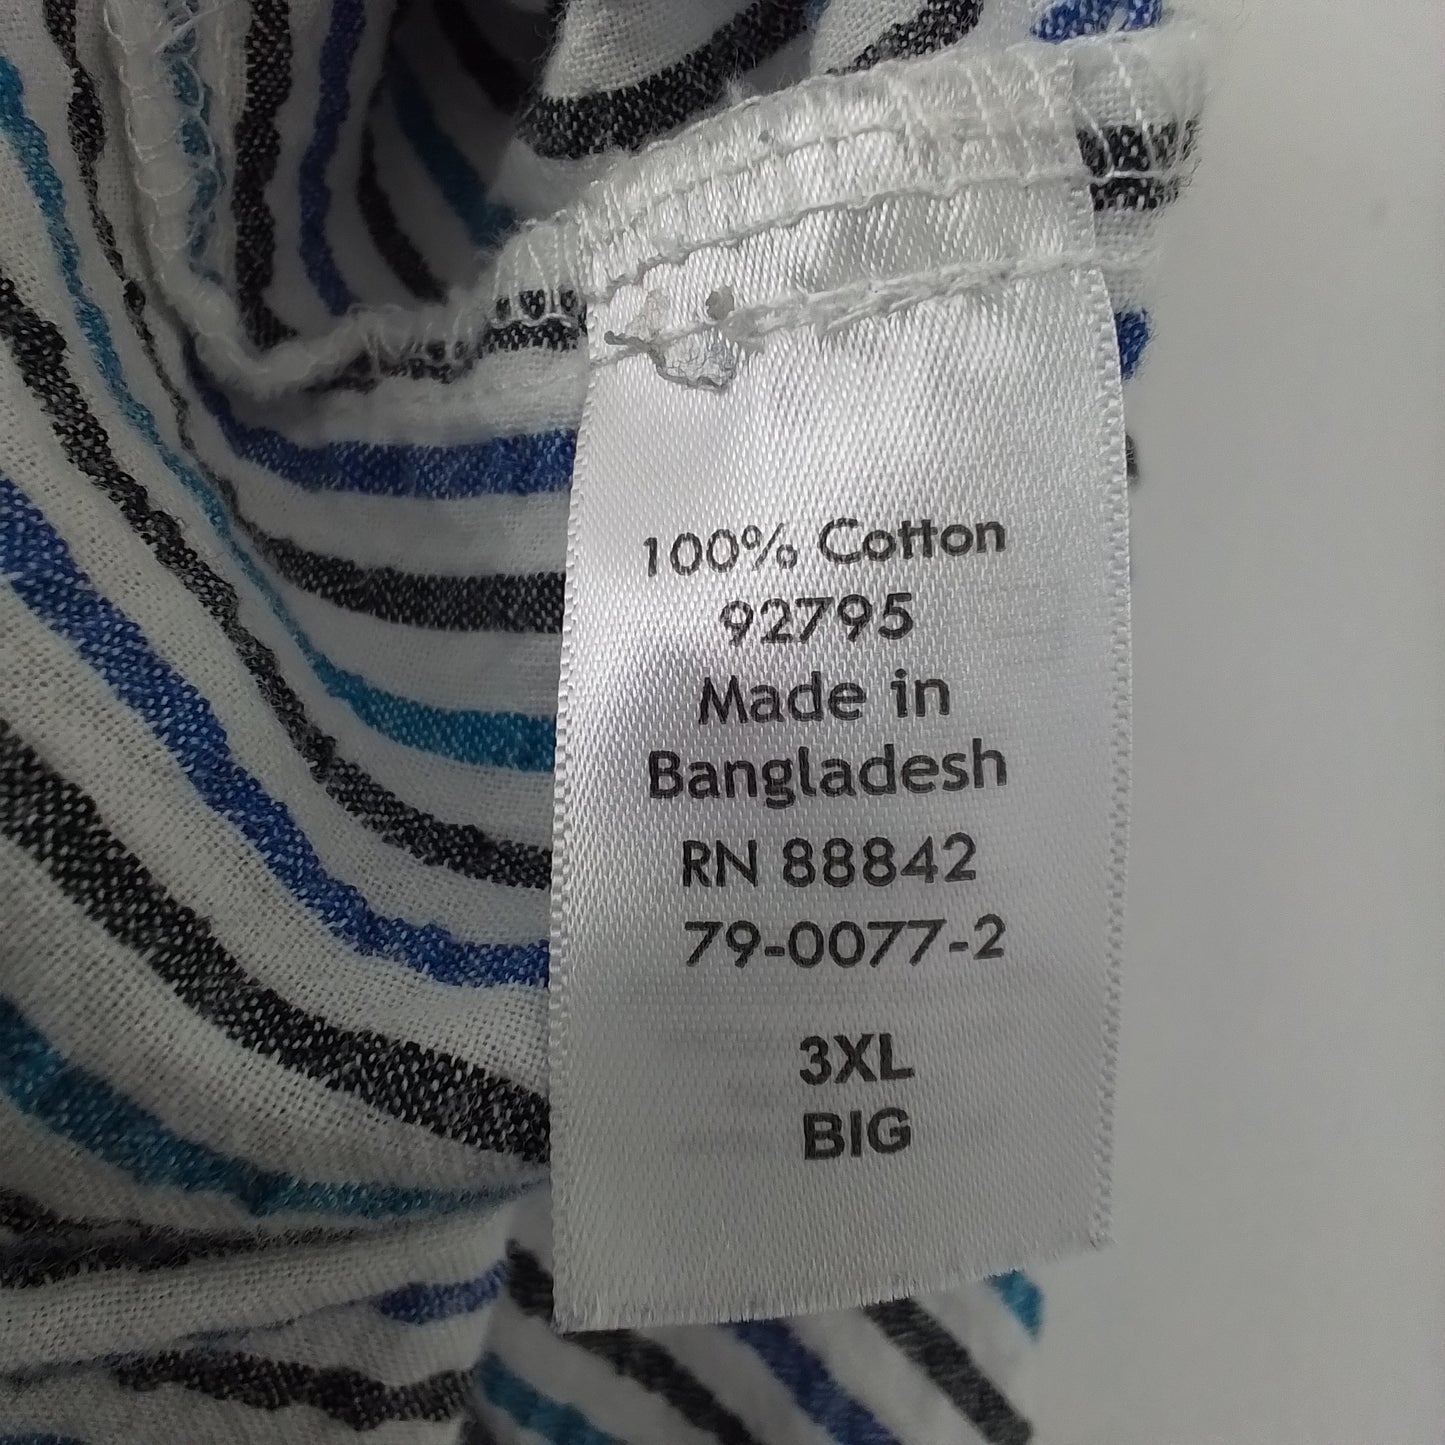 100% Cotton
92795
Made in
Bangladesh
RN 88842
79-0077-2
3XL
BIG